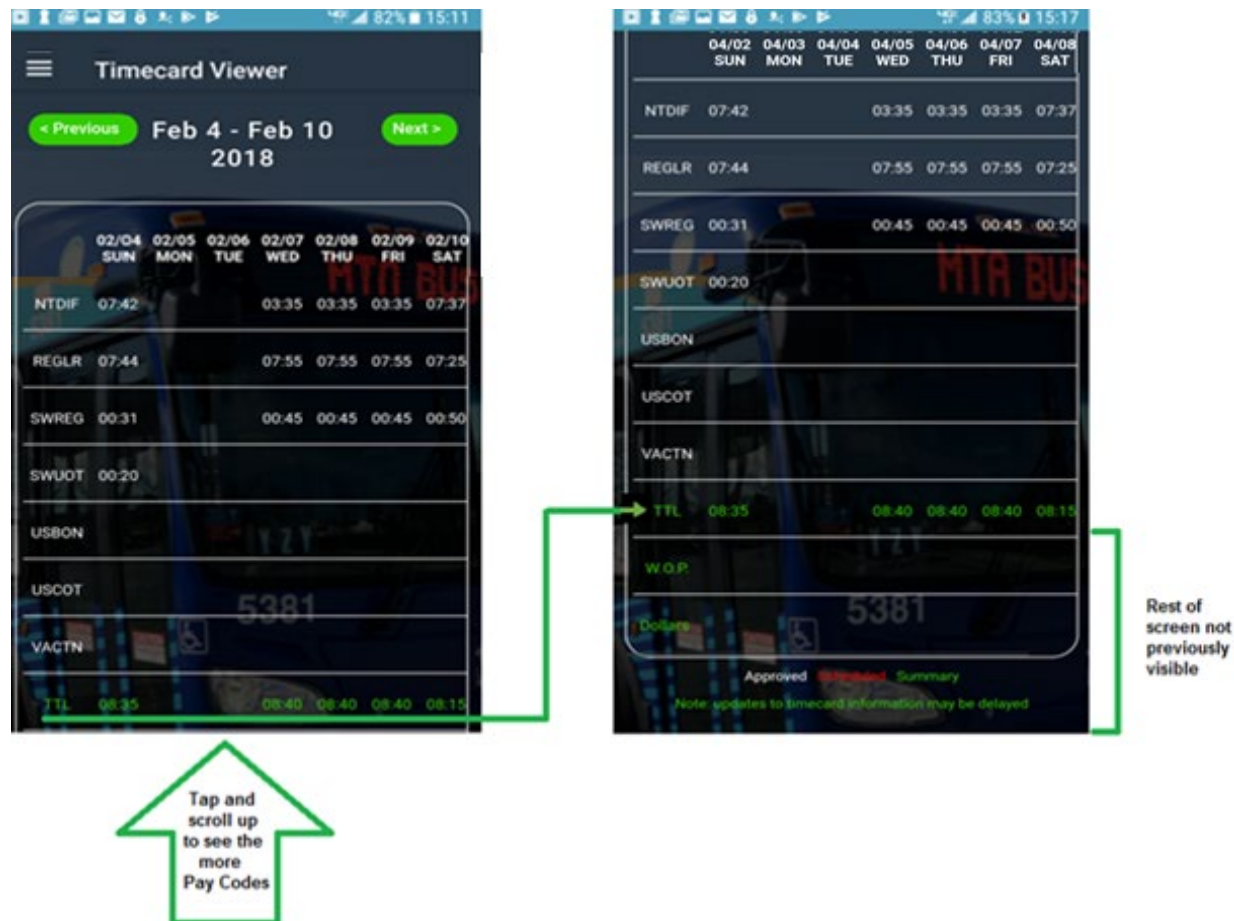 82% 15:11
Timecard Viewer
< Previous Feb 4 - Feb 10 Next >
2018
02/04 02/05 02/06 02/07 02/08 02/09 02/10
SUN MON TUE WED THU FRI SAT
MTA BUS
NTDIF 07:42 03:35 03:35 03:35 07:37
REGLR 07:44 07:55 07:55 07:55 07:25
SWREG 00:31 00:45 00:45 00:45 00:50
SWUOT 00:20
USBON
USCOT
5381
VACTN
TTL 08:35 08:40 08:40 08:40 08:15
Tap and
scroll up
to see the
more
Pay Codes
83% 15:17
04/02 04/03 04/04 04/05 04/06 04/07 04/08
SUN MON TUE WED THU FRI SAT
NTDIF 07:42 03:35 03:35 03:35 07:37
REGLR 07:44 07:55 07:55 07:55 07:25
SWREG 00:31 00:45 00:45 00:45 00:50
MTA BUS
SWUOT 00:20
USBON
USCOT
VACTN
TTL 08:35 08:40 08:40 08:40 08:15
W.O.P.
5381
Dollars
Approved Scheduled Summary
Note: updates to timecard information may be delayed
Rest of
screen not
previously
visible